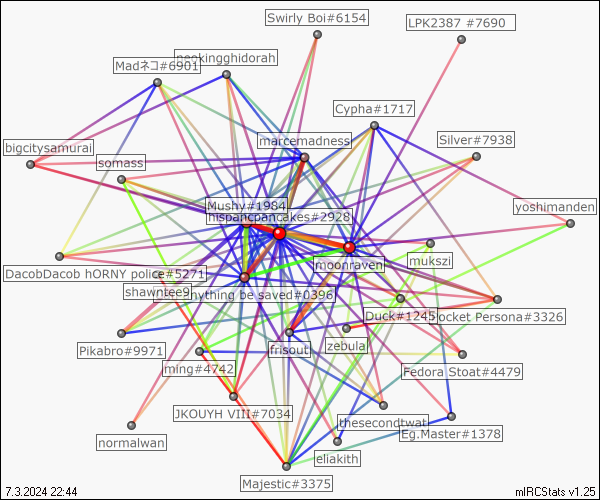 Swirly Boi#6154
LPK2387 #7690
Madネコ#6901
pookingghidorah
Cypha#1717
marcemadness
Silver#7938
bigcitysamurai
somass
Mushy#1984
hispancpancakes#2928
yoshimanden
mukszi
moonraven
DacobDacob hORNY police#5271
shawntee9
nything be saved#0396
Duck#1245
ocket Persona#3326
Pikabro#9971
frisouti
zebula
ming#4742
Fedora Stoat#4479
JKOUYH VIII#7034
thesecondtwat
normalwan
Eg.Master#1378
eliakith
Majestic#3375
7.3.2024 22:44
mIRCStats v1.25